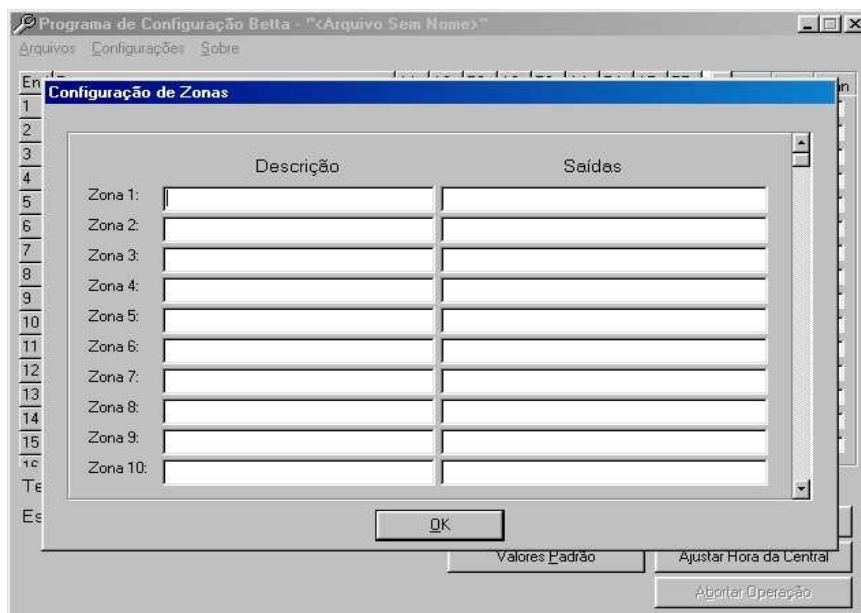 Programa de Configuração Betta - "<Arquivo Sem Nome>"
Arquivos Configurações Sobre
Configuração de Zonas
Descrição Saídas
Zona 1:
Zona 2:
Zona 3:
Zona 4:
Zona 5:
Zona 6:
Zona 7:
Zona 8:
Zona 9:
Zona 10:
OK
1
2
3
4
5
6
7
8
9
10
11
12
13
14
15
Valores Padrão Ajustar Hora da Central
Abortar Operação